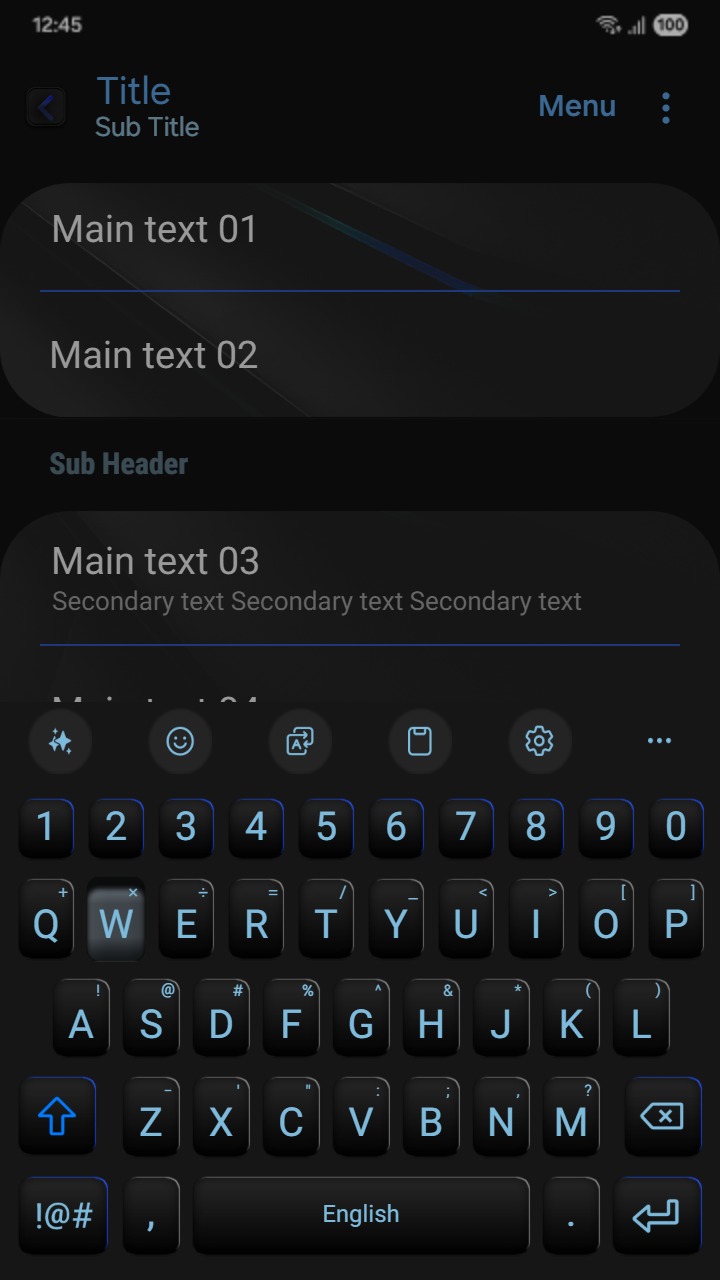 12:45
100
Title
Sub Title
Menu
Main text 01
Main text 02
Sub Header
Main text 03
Secondary text Secondary text Secondary text
1 2 3 4 5 6 7 8 9 0
+ × ÷ = / _ < > [ ]
Q W E R T Y U I O P
! @ # % ^ & * ( )
A S D F G H J K L
- ' " : ; , ?
Z X C V B N M
!@# , English .